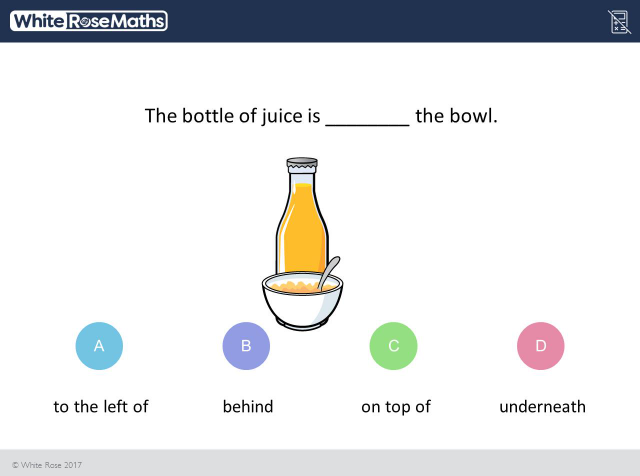 White Rose Maths
The bottle of juice is ________ the bowl.
A
B
C
D
to the left of
behind
on top of
underneath
© White Rose 2017